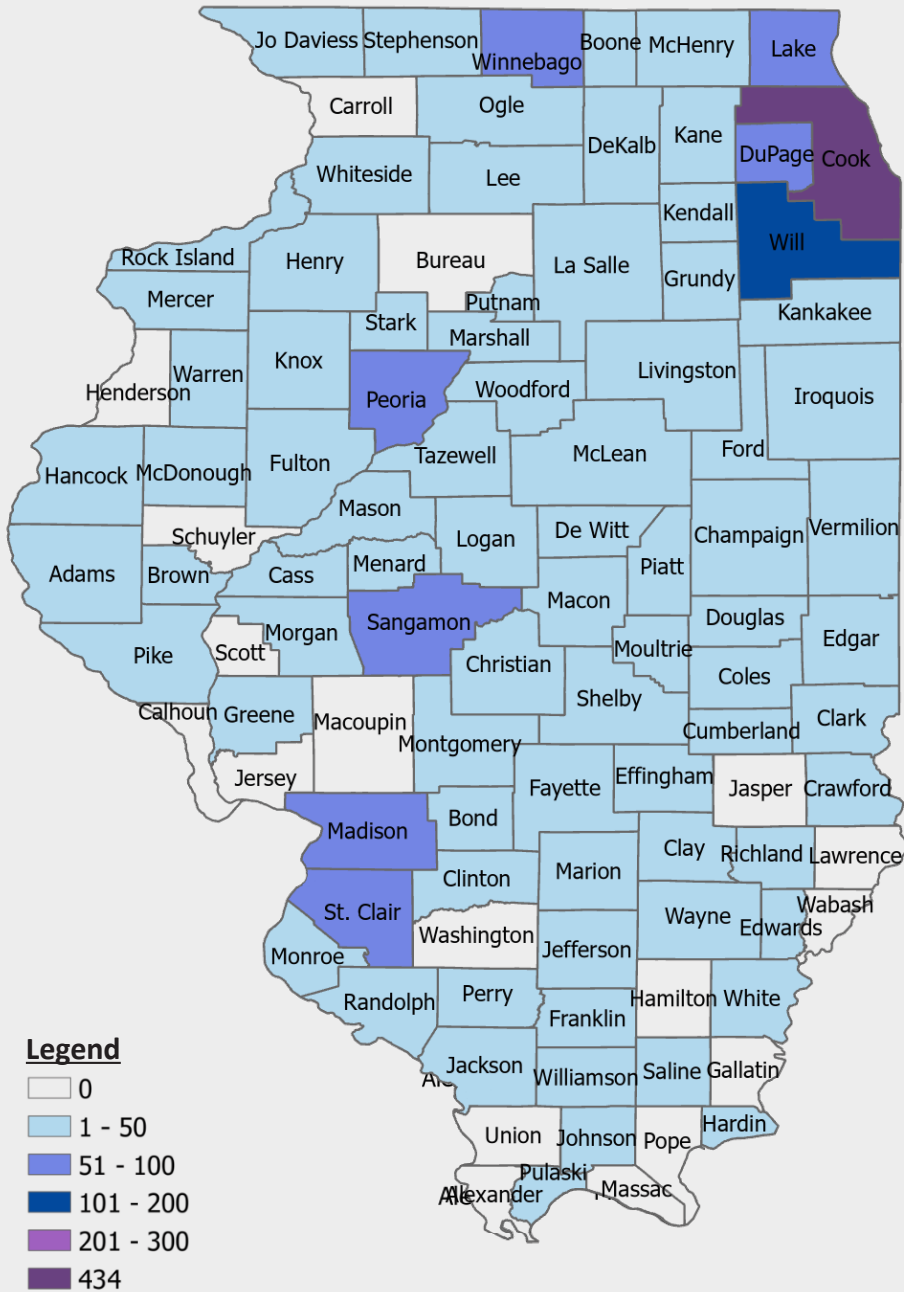 Jo Daviess
Stephenson
Winnebago
Boone
McHenry
Lake
Carroll
Ogle
DeKalb
Kane
DuPage
Cook
Whiteside
Lee
Kendall
Will
Rock Island
Henry
Bureau
La Salle
Grundy
Mercer
Putnam
Kankakee
Stark
Marshall
Henderson
Warren
Knox
Peoria
Woodford
Livingston
Iroquois
Hancock
McDonough
Fulton
Tazewell
McLean
Ford
Mason
Schuyler
Logan
De Witt
Champaign
Vermilion
Adams
Brown
Cass
Menard
Piatt
Macon
Sangamon
Douglas
Pike
Scott
Morgan
Christian
Moultrie
Edgar
Coles
Shelby
Calhoun
Greene
Macoupin
Montgomery
Cumberland
Clark
Jersey
Fayette
Effingham
Jasper
Crawford
Madison
Bond
Clay
Richland
Lawrence
Clinton
Marion
St. Clair
Wayne
Wabash
Edwards
Washington
Jefferson
Monroe
Randolph
Perry
Hamilton
White
Franklin
Jackson
Williamson
Saline
Gallatin
Ale
Union
Johnson
Pope
Hardin
Pulaski
Massac
Ale
Alexander
Legend
0
1 - 50
51 - 100
101 - 200
201 - 300
434